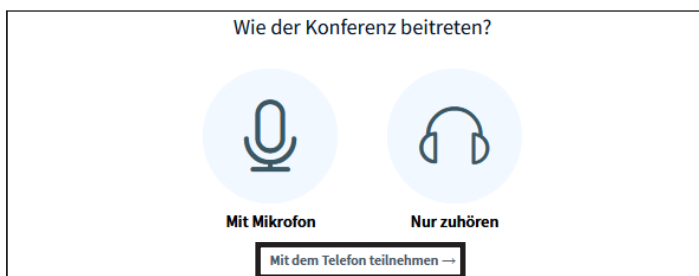 Wie der Konferenz beitreten?
Mit Mikrofon
Nur zuhören
Mit dem Telefon teilnehmen →